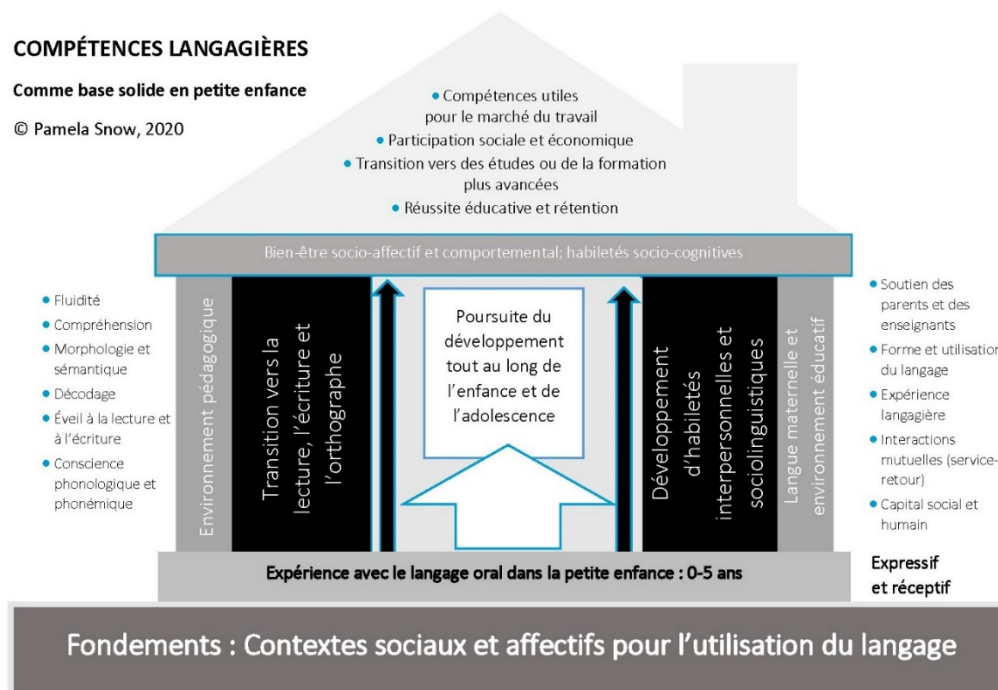 COMPÉTENCES LANGAGIÈRES
Comme base solide en petite enfance
© Pamela Snow, 2020
• Compétences utiles
pour le marché du travail
• Participation sociale et économique
• Transition vers des études ou de la formation
plus avancées
• Réussite éducative et rétention
Bien-être socio-affectif et comportemental; habiletés socio-cognitives
• Fluidité
• Compréhension
• Morphologie et
sémantique
• Décodage
• Éveil à la lecture et
à l'écriture
• Conscience
phonologique et
phonémique
Environnement pédagogique
Transition vers la
lecture, l'écriture et
l'orthographe
Poursuite du
développement
tout au long de
l'enfance et de
l'adolescence
Développement
d'habiletés
interpersonnelles et
sociolinguistiques
Langue maternelle et
environnement éducatif
• Soutien des
parents et des
enseignants
• Forme et utilisation
du langage
• Expérience
langagière
• Interactions
mutuelles (service-
retour)
• Capital social et
humain
Expressif
et réceptif
Expérience avec le langage oral dans la petite enfance : 0-5 ans
Fondements : Contextes sociaux et affectifs pour l'utilisation du langage